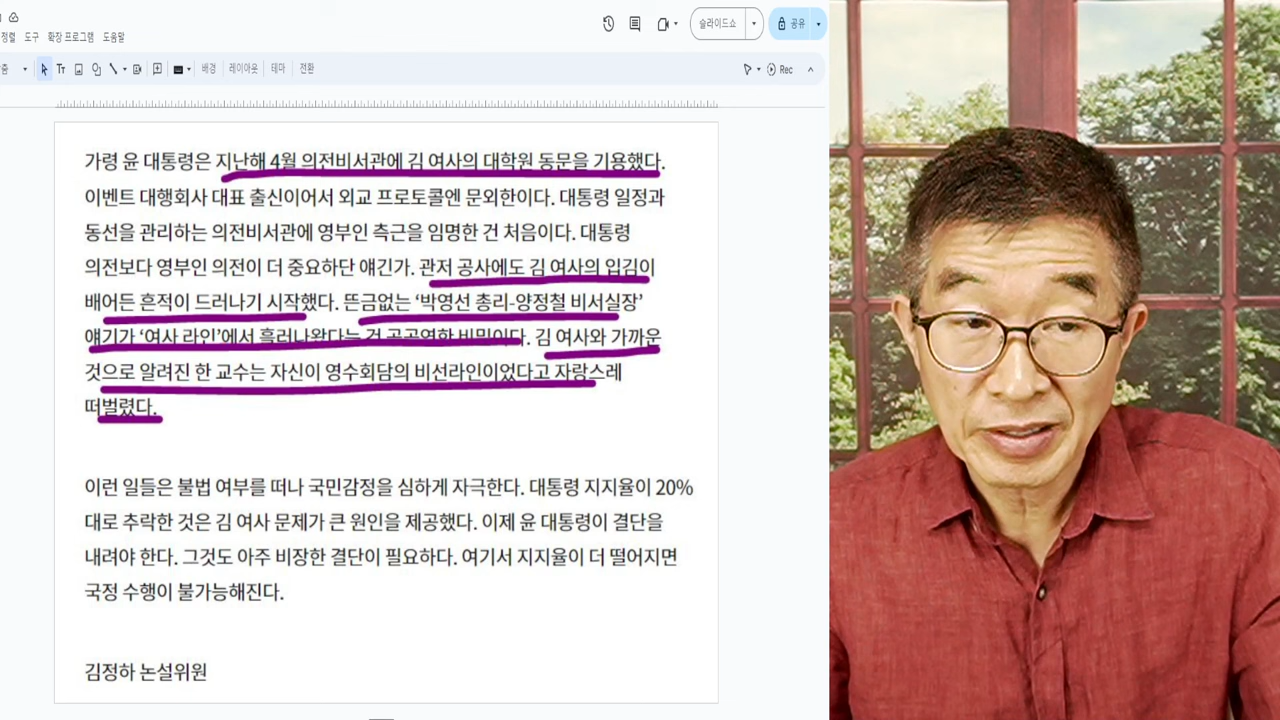 정렬 도구 확장 프로그램 도움말
슬라이드쇼
공유
배경 레이아웃 테마 전환
Rec
가령 윤 대통령은 지난해 4월 의전비서관에 김 여사의 대학원 동문을 기용했다.
이벤트 대행회사 대표 출신이어서 외교 프로토콜엔 문외한이다. 대통령 일정과
동선을 관리하는 의전비서관에 영부인 측근을 임명한 건 처음이다. 대통령
의전보다 영부인 의전이 더 중요하단 얘긴가. 관저 공사에도 김 여사의 입김이
배어든 흔적이 드러나기 시작했다. 뜬금없는 ‘박영선 총리-양정철 비서실장’
얘기가 ‘여사 라인’에서 흘러나왔다는 건 공공연한 비밀이다. 김 여사와 가까운
것으로 알려진 한 교수는 자신이 영수회담의 비선라인이었다고 자랑스레
떠벌렸다.
이런 일들은 불법 여부를 떠나 국민감정을 심하게 자극한다. 대통령 지지율이 20%
대로 추락한 것은 김 여사 문제가 큰 원인을 제공했다. 이제 윤 대통령이 결단을
내려야 한다. 그것도 아주 비장한 결단이 필요하다. 여기서 지지율이 더 떨어지면
국정 수행이 불가능해진다.
김정하 논설위원